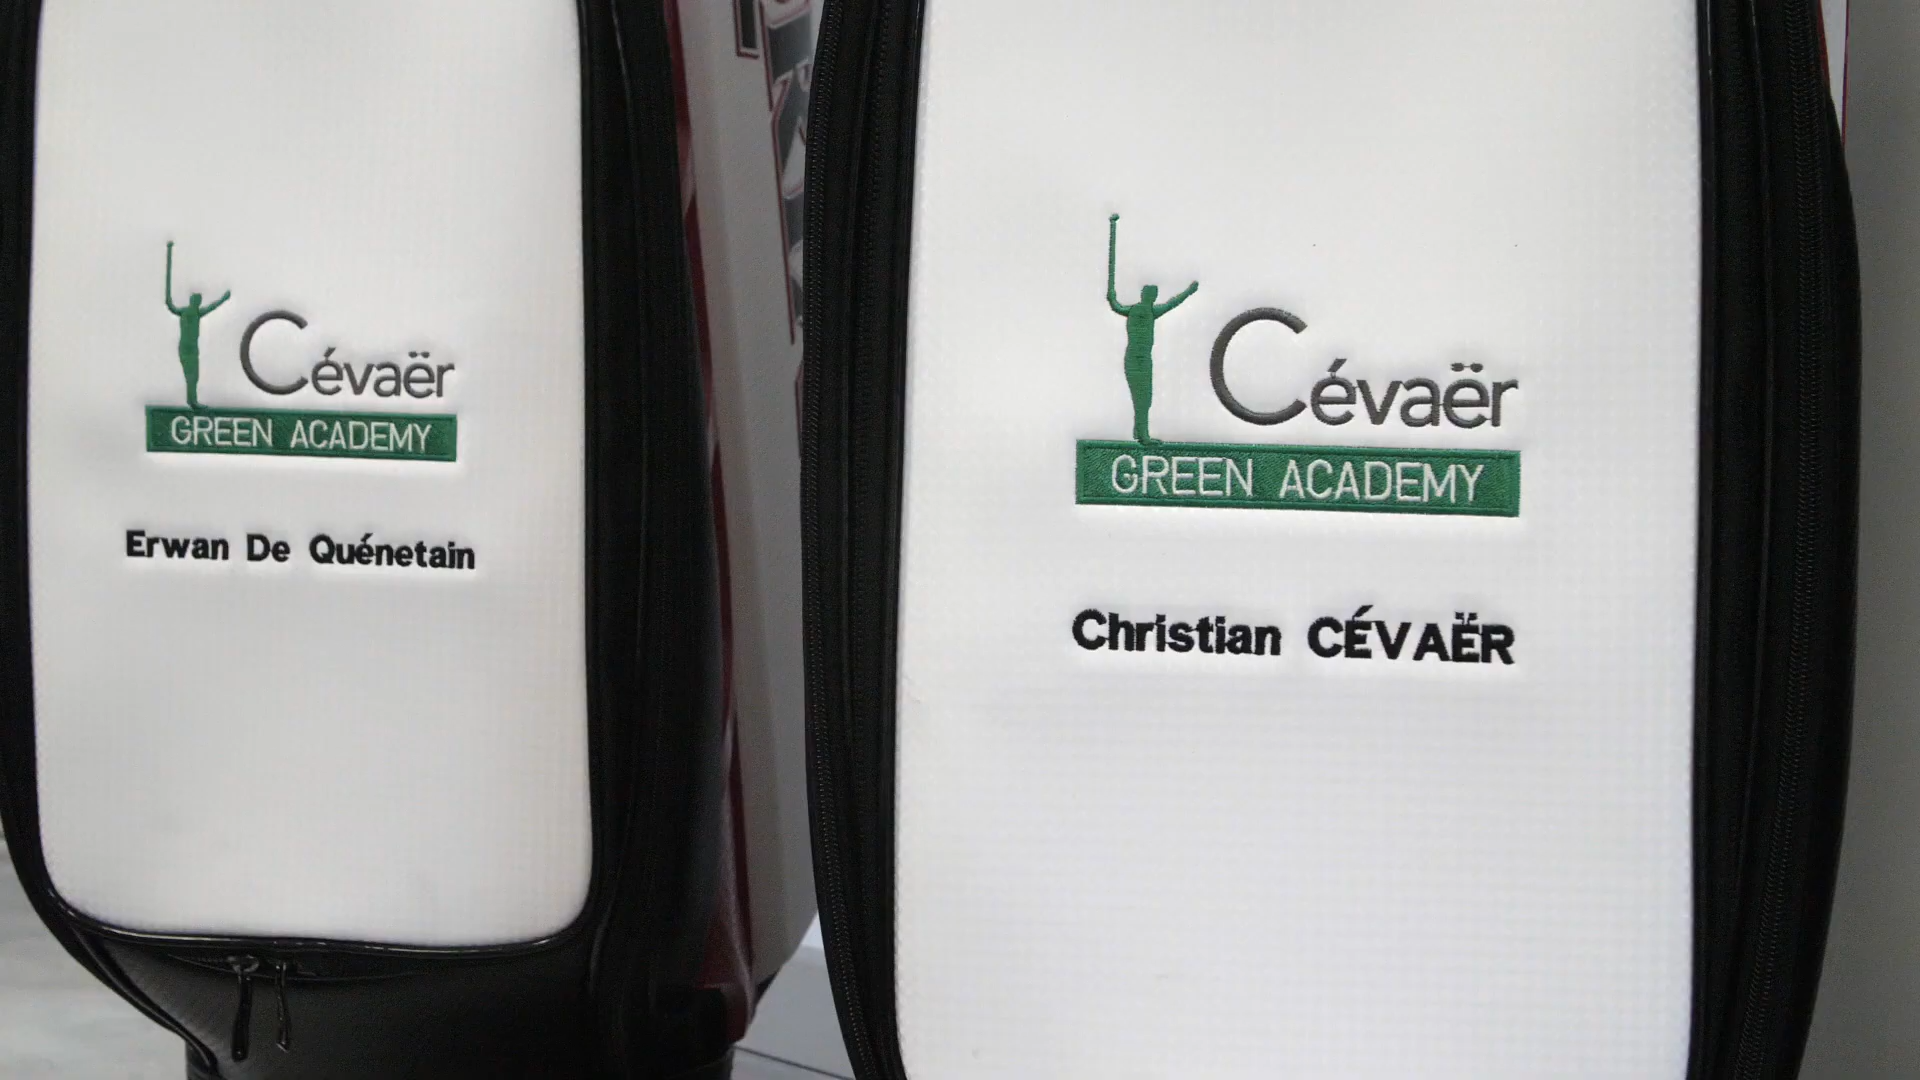 Cévaër
GREEN ACADEMY
Erwan De Quénetain
Cévaër
GREEN ACADEMY
Christian CÉVAËR